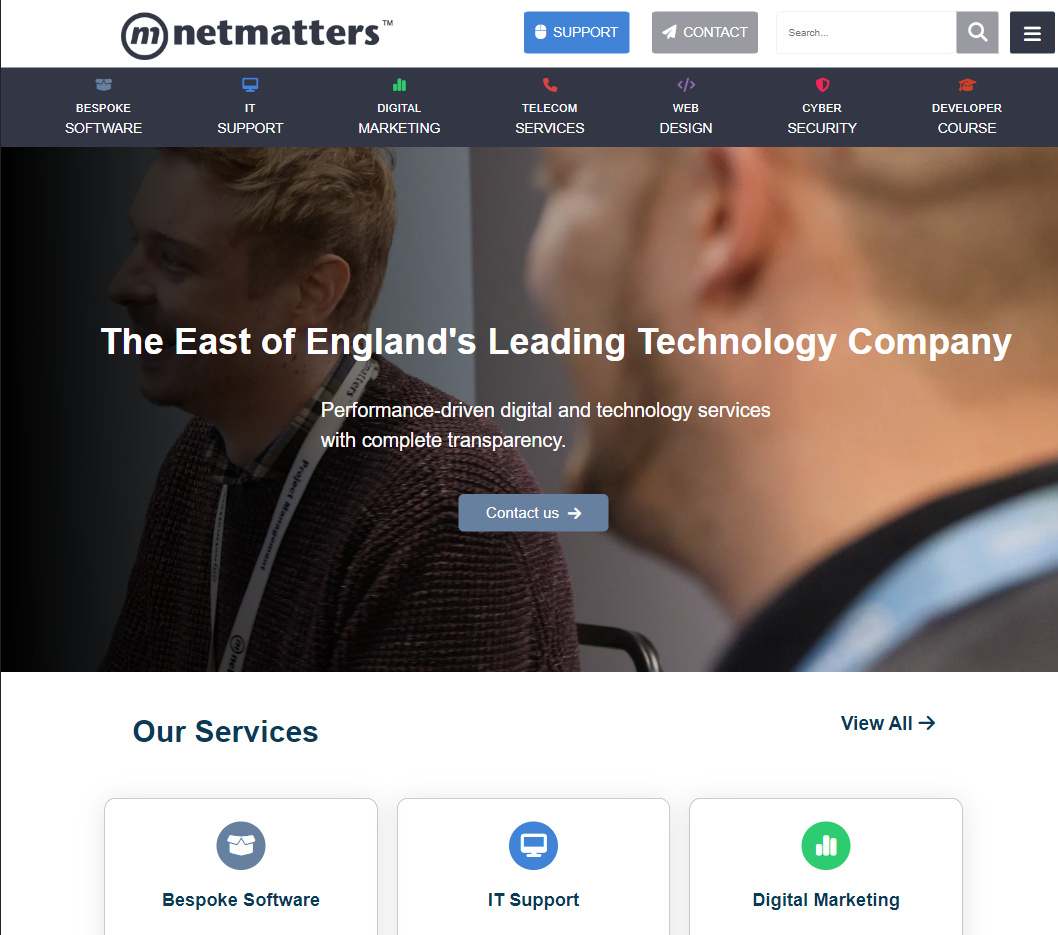 m netmatters™
SUPPORT
CONTACT
Search...
BESPOKE
SOFTWARE
IT
SUPPORT
DIGITAL
MARKETING
TELECOM
SERVICES
WEB
DESIGN
CYBER
SECURITY
DEVELOPER
COURSE
The East of England's Leading Technology Company
Performance-driven digital and technology services
with complete transparency.
Project Management
Contact us
Our Services
View All
Bespoke Software
IT Support
Digital Marketing